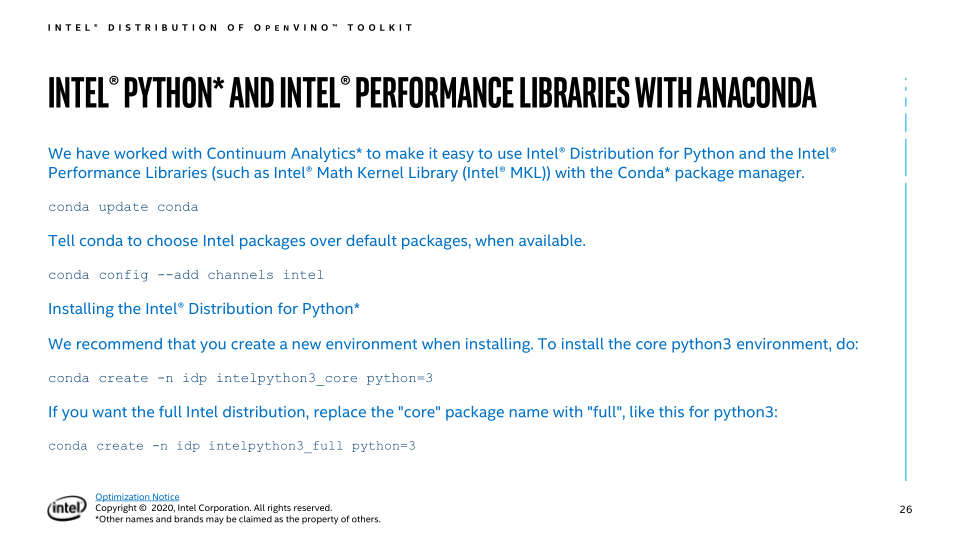 INTEL® DISTRIBUTION OF OPENVINO™ TOOLKIT
INTEL® PYTHON* AND INTEL® PERFORMANCE LIBRARIES WITH ANACONDA
We have worked with Continuum Analytics* to make it easy to use Intel® Distribution for Python and the Intel®
Performance Libraries (such as Intel® Math Kernel Library (Intel® MKL)) with the Conda* package manager.
conda update conda
Tell conda to choose Intel packages over default packages, when available.
conda config --add channels intel
Installing the Intel® Distribution for Python*
We recommend that you create a new environment when installing. To install the core python3 environment, do:
conda create -n idp intelpython3_core python=3
If you want the full Intel distribution, replace the "core" package name with "full", like this for python3:
conda create -n idp intelpython3_full python=3
intel
Optimization Notice
Copyright © 2020, Intel Corporation. All rights reserved.
*Other names and brands may be claimed as the property of others.
26